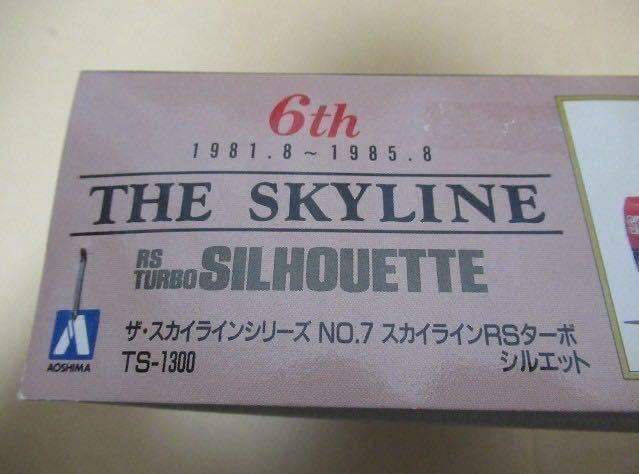 6th
1981.8~1985.8
THE SKYLINE
RS
TURBO SILHOUETTE
AOSHIMA
ザ・スカイラインシリーズ NO.7 スカイラインRSターボ
シルエット
TS-1300